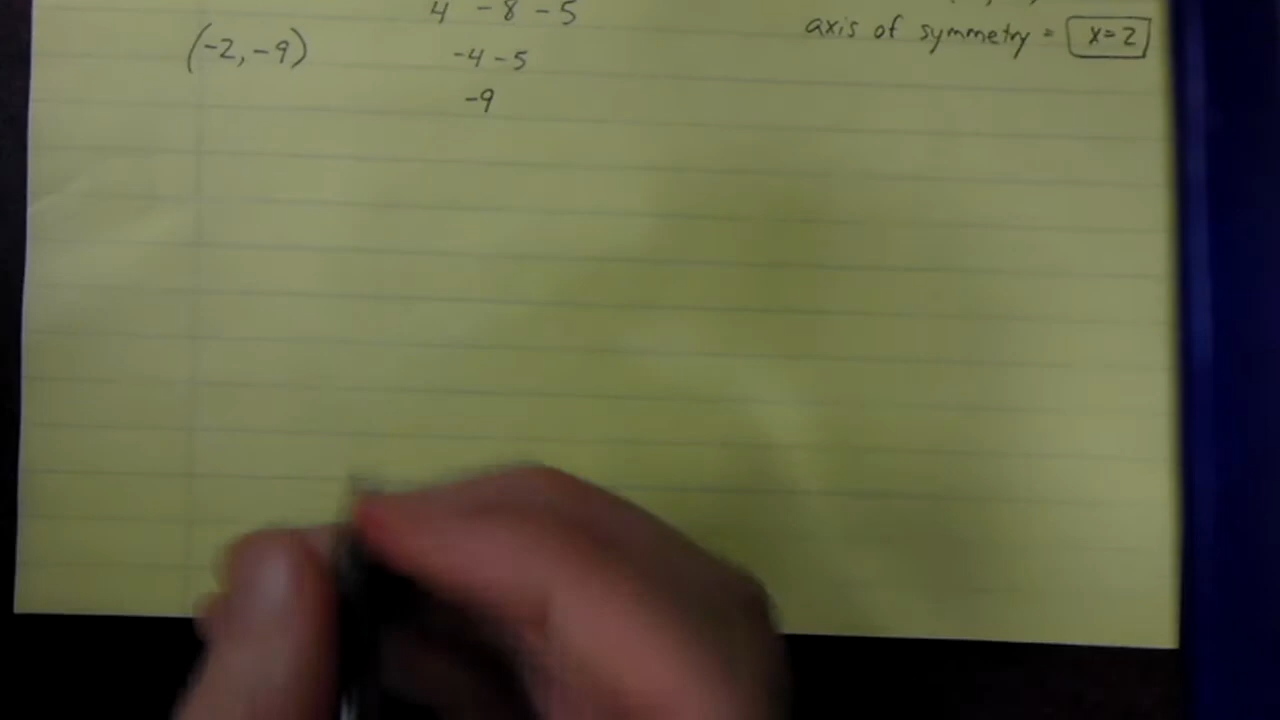 4 -8 -5
(-2, -9)
-4 -5
-9
axis of symmetry = x=2